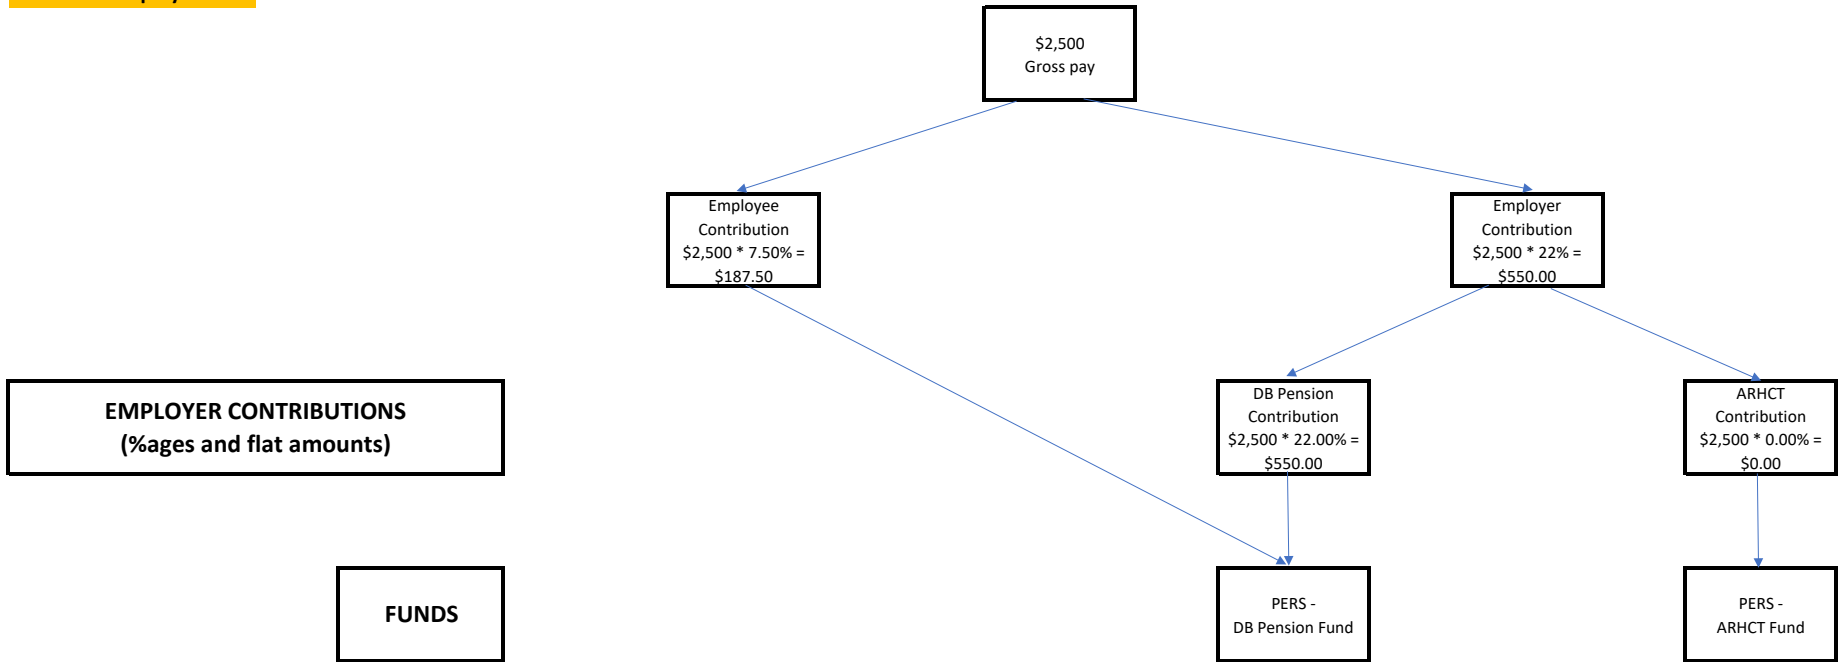 $2,500
Gross pay
Employee
Contribution
$2,500 * 7.50% =
$187.50
Employer
Contribution
$2,500 * 22% =
$550.00
EMPLOYER CONTRIBUTIONS
(%ages and flat amounts)
DB Pension
Contribution
$2,500 * 22.00% =
$550.00
ARHCT
Contribution
$2,500 * 0.00% =
$0.00
FUNDS
PERS -
DB Pension Fund
PERS -
ARHCT Fund